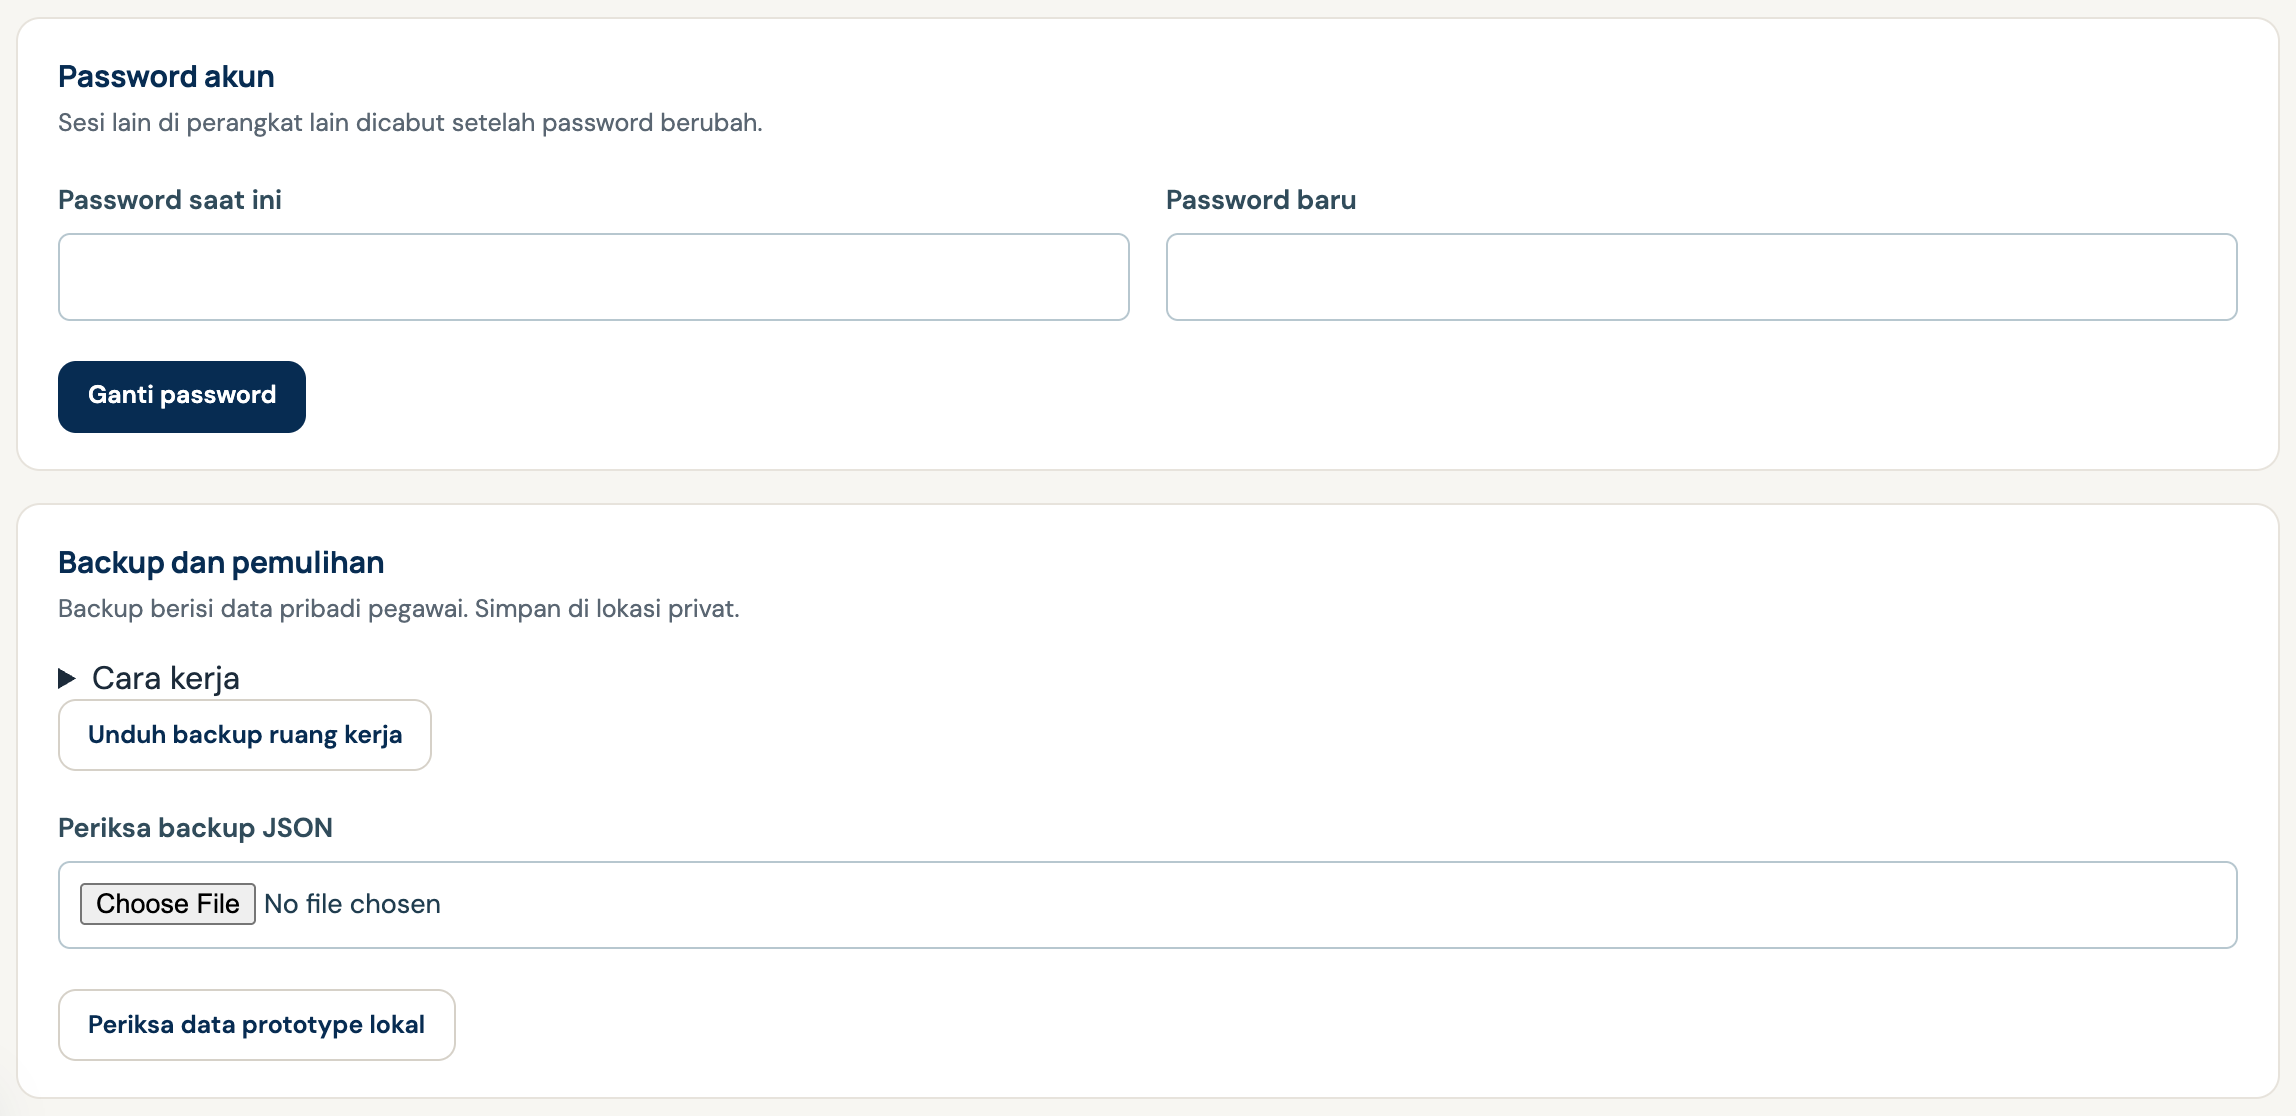 Password akun
Sesi lain di perangkat lain dicabut setelah password berubah.
Password saat ini
Password baru
Ganti password
Backup dan pemulihan
Backup berisi data pribadi pegawai. Simpan di lokasi privat.
Cara kerja
Unduh backup ruang kerja
Periksa backup JSON
Choose File No file chosen
Periksa data prototype lokal